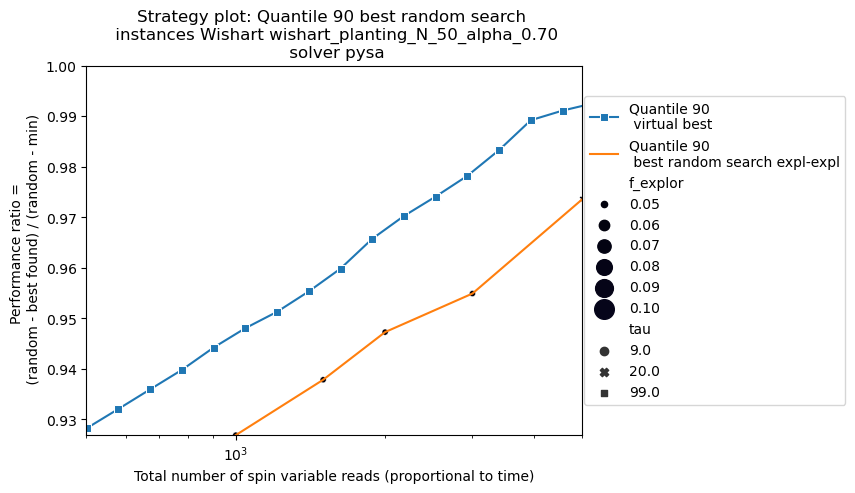 Strategy plot: Quantile 90 best random search
instances Wishart wishart_planting_N_50_alpha_0.70
solver pysa
Performance ratio =
(random - best found) / (random - min)
1.00
0.99
0.98
0.97
0.96
0.95
0.94
0.93
10^3
Total number of spin variable reads (proportional to time)
Quantile 90
virtual best
Quantile 90
best random search expl-expl
f_explor
0.05
0.06
0.07
0.08
0.09
0.10
tau
9.0
20.0
99.0